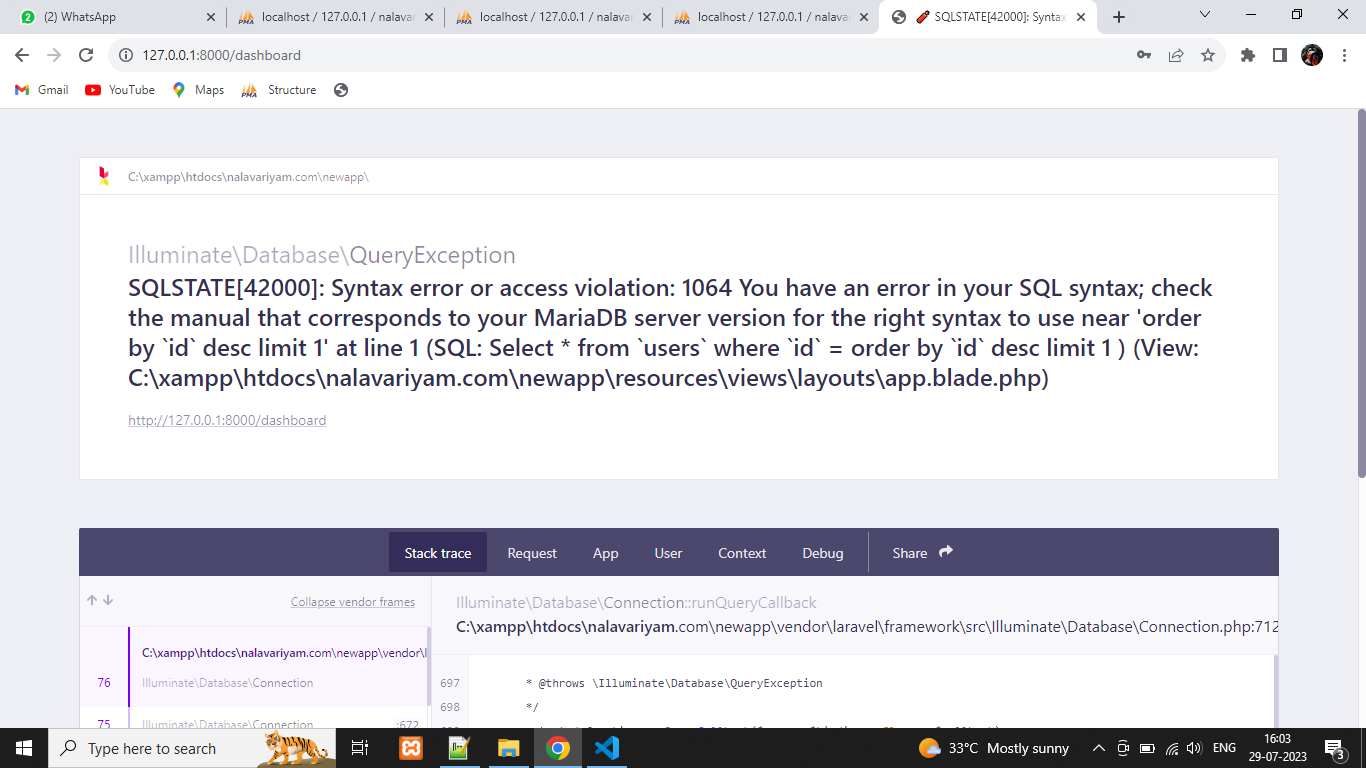 (2) WhatsApp
localhost / 127.0.0.1 / nalavar
localhost / 127.0.0.1 / nalavar
localhost / 127.0.0.1 / nalavar
SQLSTATE[42000]: Syntax
127.0.0.1:8000/dashboard
Gmail YouTube Maps Structure
C:\xampp\htdocs\nalavariyam.com\newapp\
Illuminate\Database\QueryException
SQLSTATE[42000]: Syntax error or access violation: 1064 You have an error in your SQL syntax; check
the manual that corresponds to your MariaDB server version for the right syntax to use near 'order
by `id` desc limit 1' at line 1 (SQL: Select * from `users` where `id` = order by `id` desc limit 1 ) (View:
C:\xampp\htdocs\nalavariyam.com\newapp\resources\views\layouts\app.blade.php)
http://127.0.0.1:8000/dashboard
Stack trace Request App User Context Debug Share
Collapse vendor frames
Illuminate\Database\Connection::runQueryCallback
C:\xampp\htdocs\nalavariyam.com\newapp\vendor\laravel\framework\src\Illuminate\Database\Connection.php:712
C:\xampp\htdocs\nalavariyam.com\newapp\vendor\l
76 Illuminate\Database\Connection
75 Illuminate\Database\Connection :672
697 * @throws \Illuminate\Database\QueryException
698 */
Type here to search
33°C Mostly sunny
ENG
16:03
29-07-2023
3